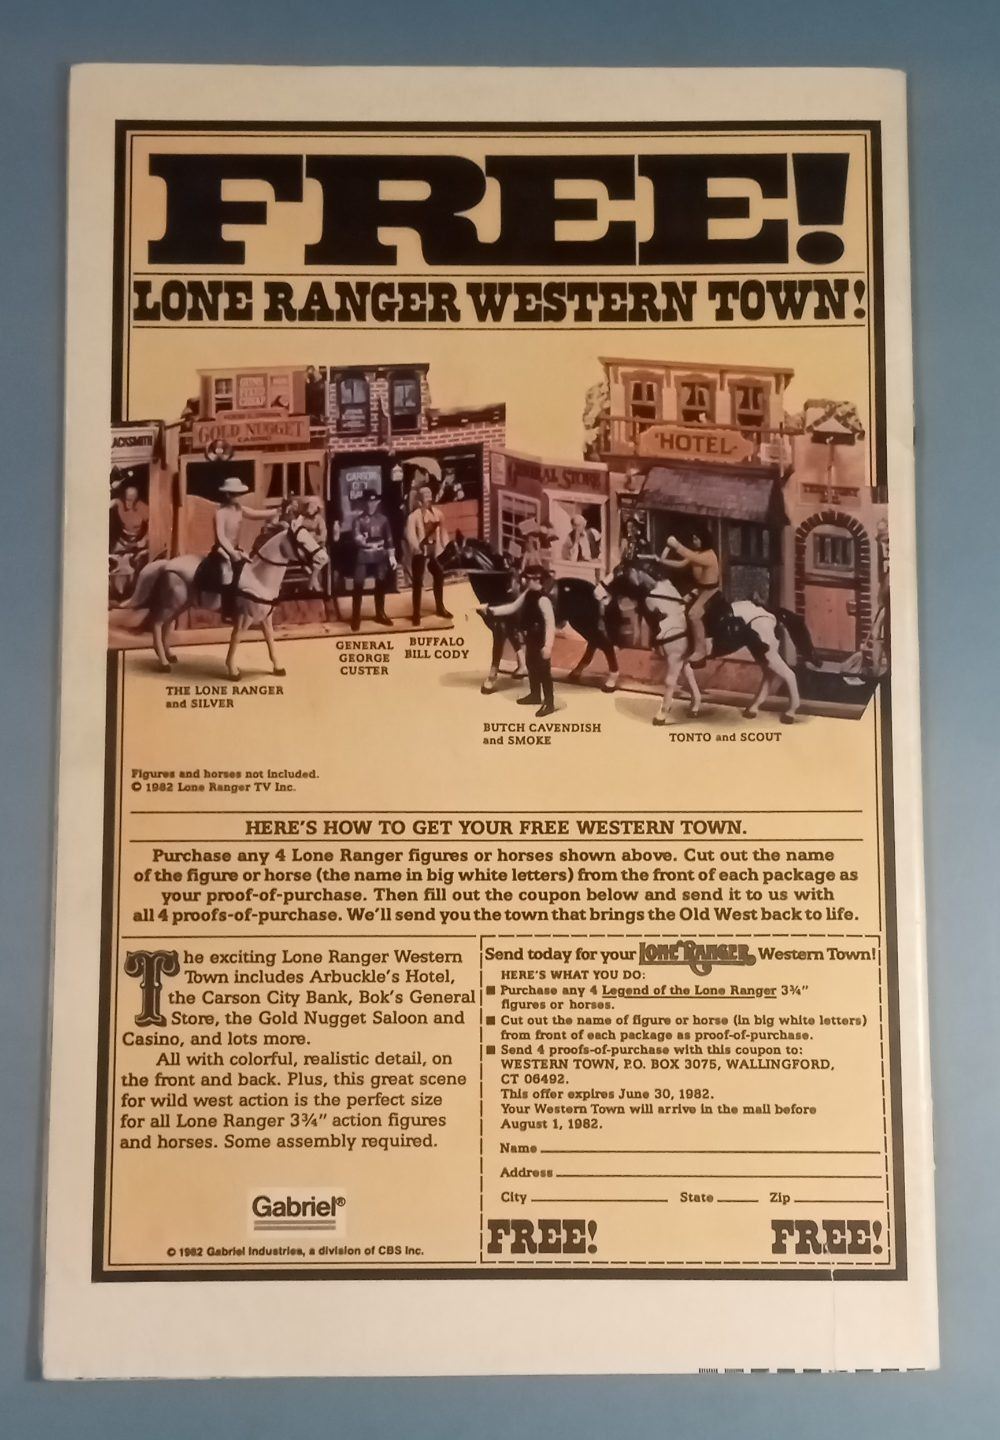 FREE!
LONE RANGER WESTERN TOWN!
ACKSMITH
GOLD NUGGET
CASINO
CARSON
CITY
HOTEL
GENERAL
GEORGE
CUSTER
BUFFALO
BILL CODY
THE LONE RANGER
and SILVER
BUTCH CAVENDISH
and SMOKE
TONTO and SCOUT
Figures and horses not included.
© 1982 Lone Ranger TV Inc.
HERE'S HOW TO GET YOUR FREE WESTERN TOWN.
Purchase any 4 Lone Ranger figures or horses shown above. Cut out the name
of the figure or horse (the name in big white letters) from the front of each package as
your proof-of-purchase. Then fill out the coupon below and send it to us with
all 4 proofs-of-purchase. We'll send you the town that brings the Old West back to life.
The exciting Lone Ranger Western
Town includes Arbuckle's Hotel,
the Carson City Bank, Bok's General
Store, the Gold Nugget Saloon and
Casino, and lots more.
All with colorful, realistic detail, on
the front and back. Plus, this great scene
for wild west action is the perfect size
for all Lone Ranger 3¾" action figures
and horses. Some assembly required.
Gabriel®
© 1982 Gabriel Industries, a division of CBS Inc.
Send today for your LONE RANGER Western Town!
HERE'S WHAT YOU DO:
■ Purchase any 4 Legend of the Lone Ranger 3¾"
figures or horses.
■ Cut out the name of figure or horse (in big white letters)
from front of each package as proof-of-purchase.
■ Send 4 proofs-of-purchase with this coupon to:
WESTERN TOWN, P.O. BOX 3075, WALLINGFORD,
CT 06492.
This offer expires June 30, 1982.
Your Western Town will arrive in the mail before
August 1, 1982.
Name
Address
City State Zip
FREE! FREE!